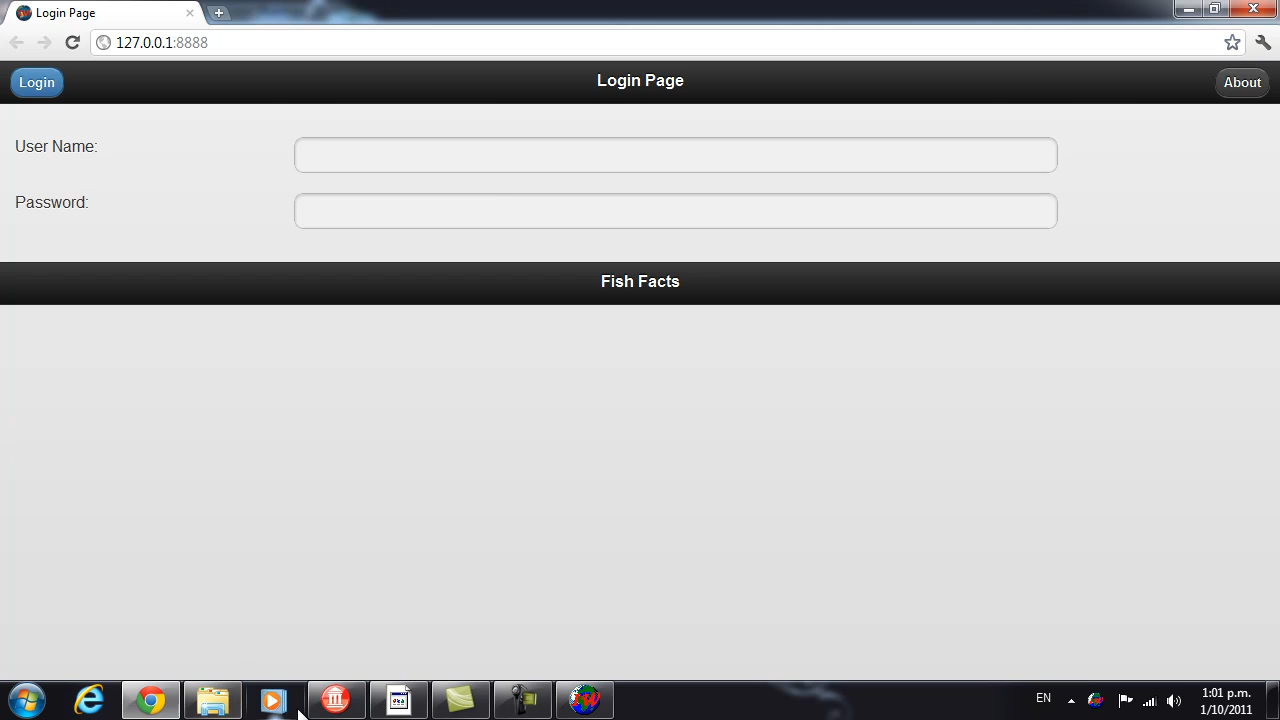 Login Page
127.0.0.1:8888
Login
Login Page
About
User Name:
Password:
Fish Facts
EN
1:01 p.m.
1/10/2011